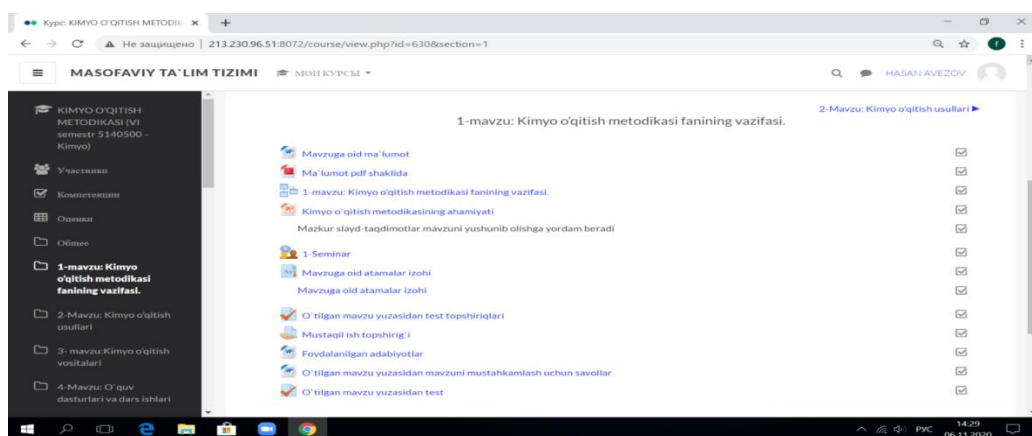 Курс: KIMYO O'QITISH METODIK
Не защищено | 213.230.96.51:8072/course/view.php?id=630&section=1
MASOFAVIY TA`LIM TIZIMI
МОИ КУРСЫ
HASAN AVEZOV
KIMYO O'QITISH
METODIKASI (VI
semestr 5140500 –
Kimyo)
Участники
Компетенции
Оценки
Общее
1-mavzu: Kimyo
o'qitish metodikasi
fanining vazifasi.
2-Mavzu: Kimyo o'qitish
usullari
3- mavzu:Kimyo o'qitish
vositalari
4-Mavzu: O`quv
dasturlari va dars ishlari
2-Mavzu: Kimyo o'qitish usullari ►
1-mavzu: Kimyo o'qitish metodikasi fanining vazifasi.
Mavzuga oid ma`lumot
Ma`lumot pdf shaklida
1-mavzu: Kimyo o'qitish metodikasi fanining vazifasi.
Kimyo o`qitish metodikasining ahamiyati
Mazkur slayd-taqdimotlar mavzuni yushunib olishga yordam beradi
1-Seminar
Mavzuga oid atamalar izohi
Mavzuga oid atamalar izohi
O`tilgan mavzu yuzasidan test topshiriqlari
Mustaqil ish topshirig`i
Foydalanilgan adabiyotlar
O`tilgan mavzu yuzasidan mavzuni mustahkamlash uchun savollar
O`tilgan mavzu yuzasidan test
РУС
14:29
06.11.2020